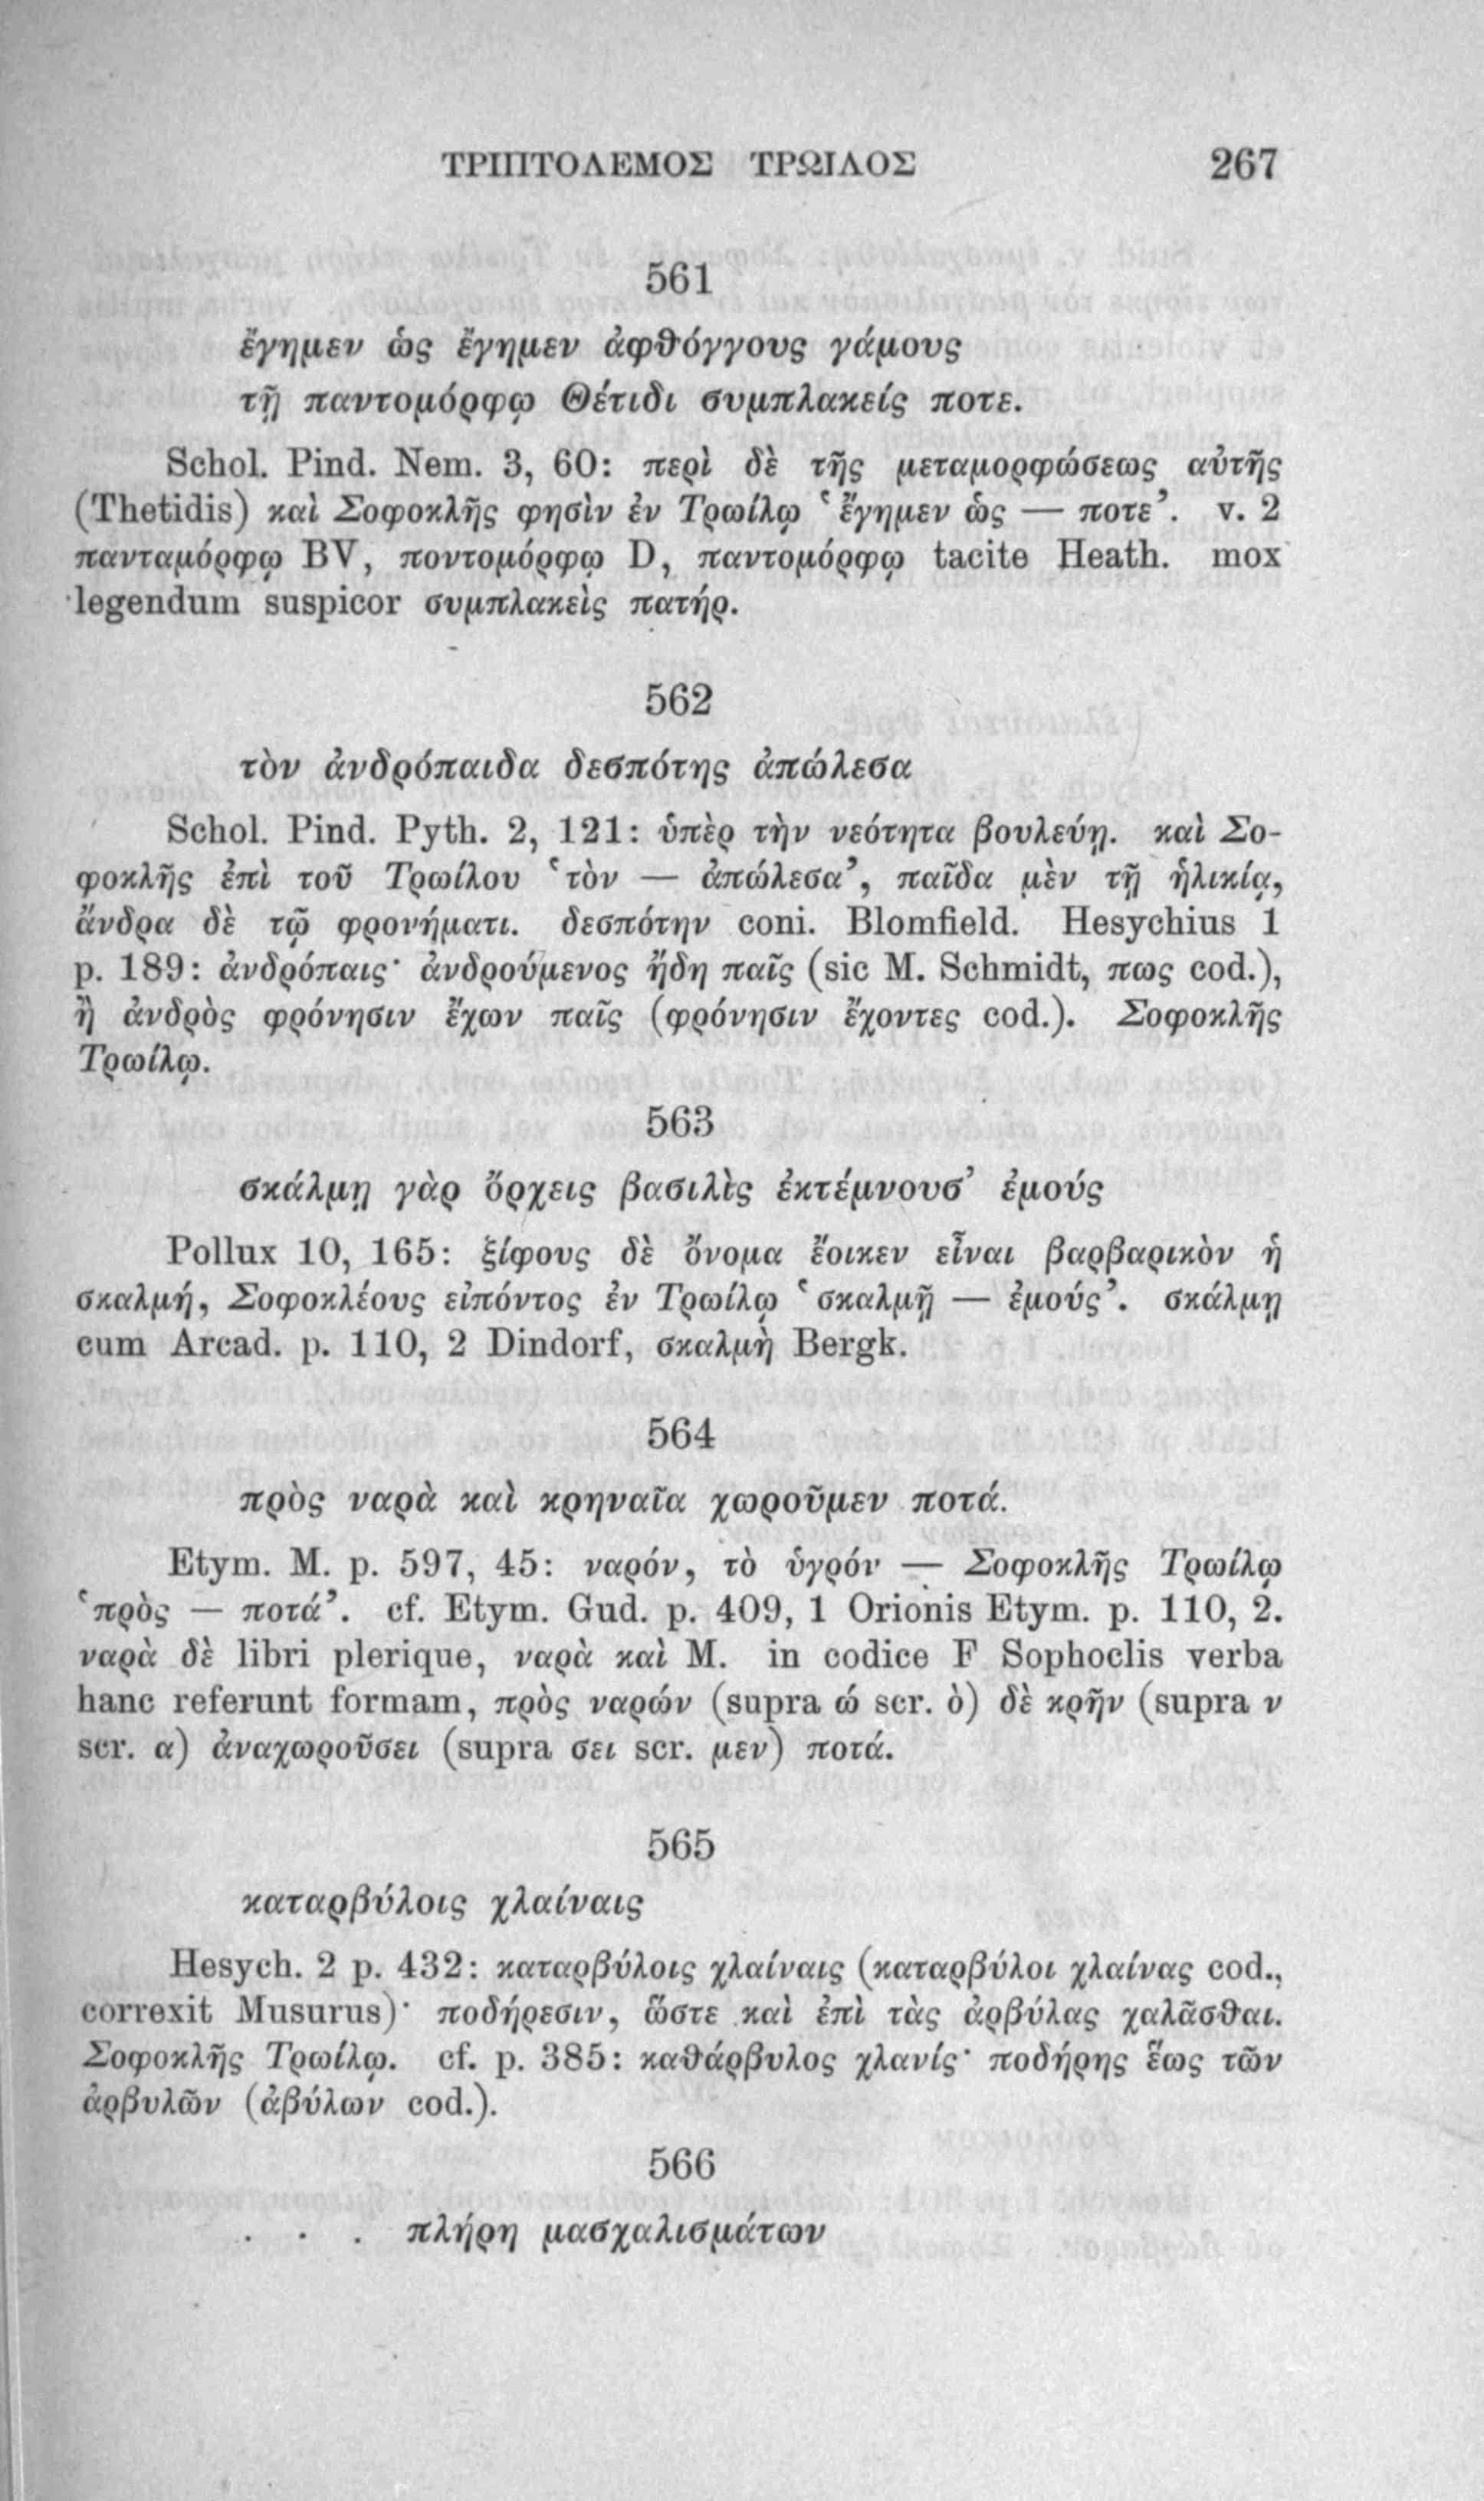 ΤΡΙΠΤΟΛΕΜΟΣ ΤΡΩΙΛΟΣ 267
561
ἔγημεν ὡς ἔγημεν ἀφθόγγους γάμους
τῇ παντομόρφῳ Θέτιδι συμπλακείς ποτε.
Schol. Pind. Nem. 3, 60: περὶ δὲ τῆς μεταμορφώσεως αὐτῆς
(Thetidis) καὶ Σοφοκλῆς φησὶν ἐν Τρωίλῳ ‛ἔγημεν ὡς — ποτε’. v. 2
πανταμόρφῳ BV, ποντομόρφῳ D, παντομόρφῳ tacite Heath. mox
legendum suspicor συμπλακεὶς πατήρ.
562
τὸν ἀνδρόπαιδα δεσπότης ἀπώλεσα
Schol. Pind. Pyth. 2, 121: ὑπὲρ τὴν νεότητα βουλεύῃ. καὶ Σο-
φοκλῆς ἐπὶ τοῦ Τρωίλου ‛τὸν — ἀπώλεσα’, παῖδα μὲν τῇ ἡλικίᾳ,
ἄνδρα δὲ τῷ φρονήματι. δεσπότην coni. Blomfield. Hesychius 1
p. 189: ἀνδρόπαις· ἀνδρούμενος ἤδη παῖς (sic M. Schmidt, πως cod.),
ἢ ἀνδρὸς φρόνησιν ἔχων παῖς (φρόνησιν ἔχοντες cod.). Σοφοκλῆς
Τρωίλῳ.
563
σκάλμῃ γὰρ ὄρχεις βασιλὶς ἐκτέμνουσ’ ἐμούς
Pollux 10, 165: ξίφους δὲ ὄνομα ἔοικεν εἶναι βαρβαρικὸν ἡ
σκαλμή, Σοφοκλέους εἰπόντος ἐν Τρωίλῳ ‛σκαλμῇ — ἐμούς’. σκάλμη
cum Arcad. p. 110, 2 Dindorf, σκαλμὴ Bergk.
564
πρὸς ναρὰ καὶ κρηναῖα χωροῦμεν ποτά.
Etym. M. p. 597, 45: ναρόν, τὸ ὑγρόν — Σοφοκλῆς Τρωίλῳ
‛πρὸς — ποτά’. cf. Etym. Gud. p. 409, 1 Orionis Etym. p. 110, 2.
ναρὰ δὲ libri plerique, ναρὰ καὶ M. in codice F Sophoclis verba
hanc referunt formam, πρὸς ναρών (supra ώ scr. ὸ) δὲ κρῆν (supra ν
scr. α) ἀναχωροῦσει (supra σει scr. μεν) ποτά.
565
καταρβύλοις χλαίναις
Hesych. 2 p. 432: καταρβύλοις χλαίναις (καταρβύλοι χλαίνας cod.,
correxit Musurus)· ποδήρεσιν, ὥστε καὶ ἐπὶ τὰς ἀρβύλας χαλᾶσθαι.
Σοφοκλῆς Τρωίλῳ. cf. p. 385: καθάρβυλος χλανίς· ποδήρης ἕως τῶν
ἀρβυλῶν (ἀβύλων cod.).
566
. . . πλήρη μασχαλισμάτων